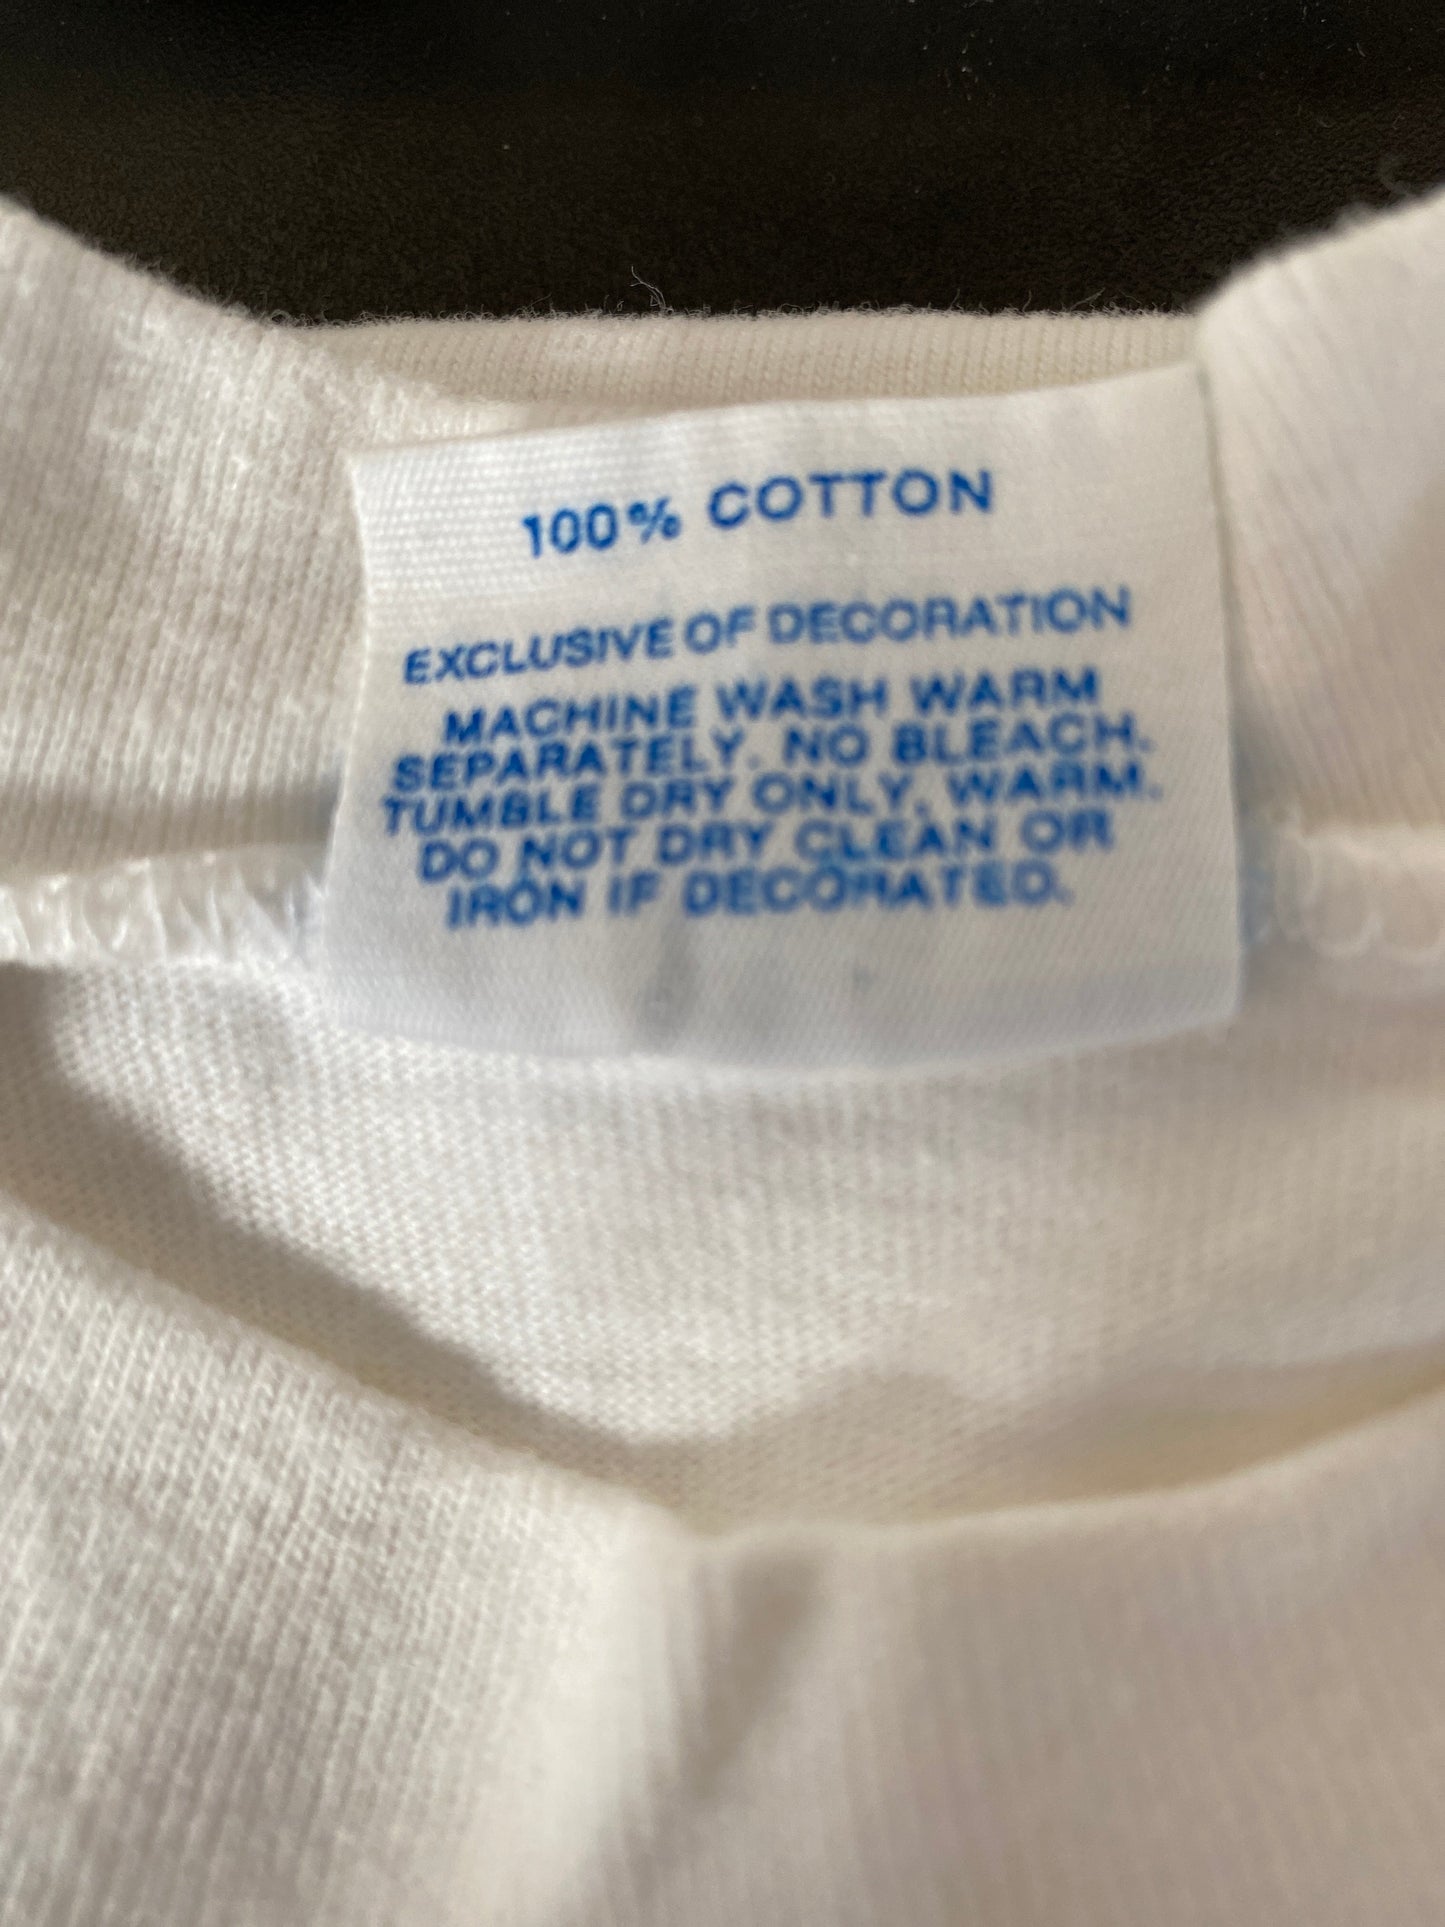 100% COTTON
EXCLUSIVE OF DECORATION
MACHINE WASH WARM
SEPARATELY. NO BLEACH.
TUMBLE DRY ONLY, WARM.
DO NOT DRY CLEAN OR
IRON IF DECORATED.